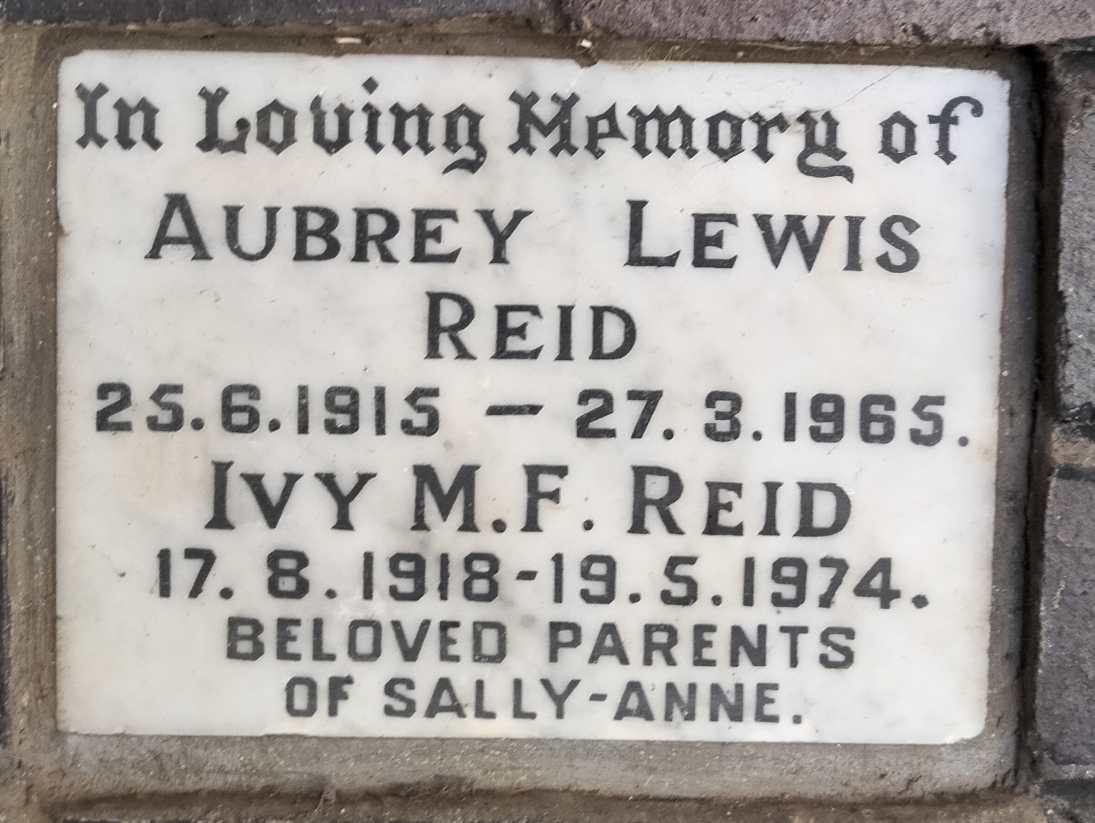 In Loving Memory of
AUBREY LEWIS
REID
25.6.1915 – 27.3.1965.
IVY M.F. REID
17.8.1918-19.5.1974.
BELOVED PARENTS
OF SALLY-ANNE.